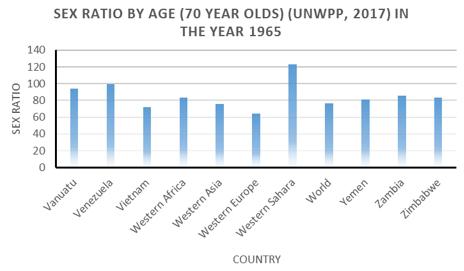 SEX RATIO BY AGE (70 YEAR OLDS) (UNWPP, 2017) IN
THE YEAR 1965
SEX RATIO
140
120
100
80
60
40
20
0
Vanuatu
Venezuela
Vietnam
Western Africa
Western Asia
Western Europe
Western Sahara
World
Yemen
Zambia
Zimbabwe
COUNTRY